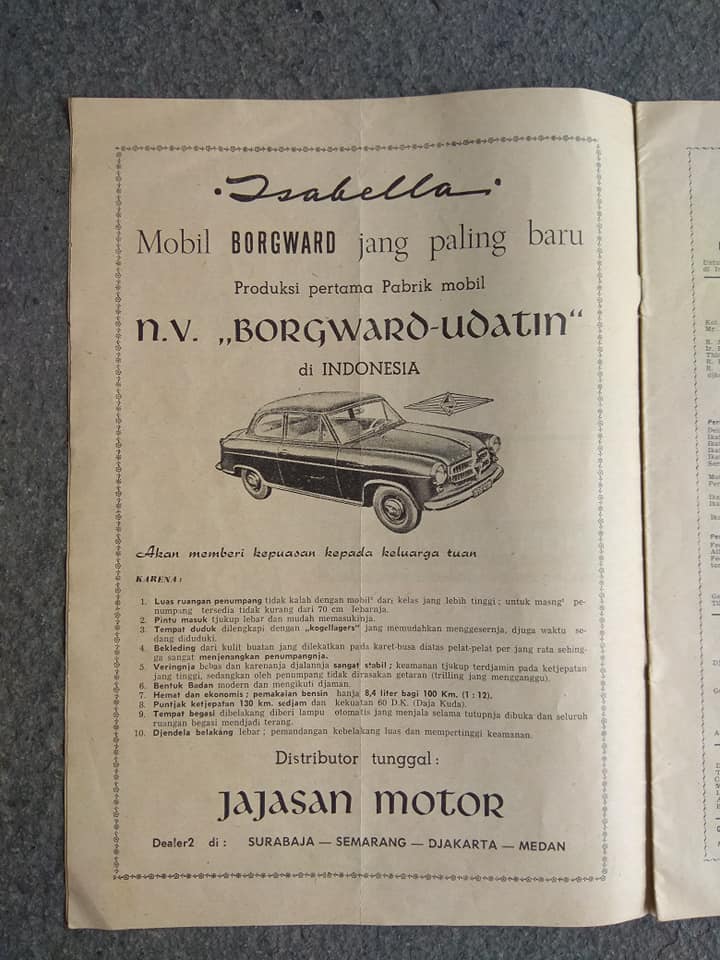 Isabella
Mobil BORGWARD jang paling baru
Produksi pertama Pabrik mobil
N.V. „BORGWARD-UDATIN"
di INDONESIA
Akan memberi kepuasan kepada keluarga tuan
KARENA:
1. Luas ruangan penumpang tidak kalah dengan mobil² dari kelas jang lebih tinggi; untuk masng² pe-
numpang tersedia tidak kurang dari 70 cm lebarnja.
2. Pintu masuk tjukup lebar dan mudah memasukinja.
3. Tempat duduk dilengkapi dengan „kogellagers" jang memudahkan menggesernja, djuga waktu se-
dang diduduki.
4. Bekleding dari kulit buatan jang dilekatkan pada karet-busa diatas pelat-pelat per jang rata sehing-
ga sangat menjenangkan penumpangnja.
5. Veringnja bebas dan karenanja djalannja sangat stabil; keamanan tjukup terdjamin pada ketjepatan
jang tinggi, sedangkan oleh penumpang tidak dirasakan getaran (trilling jang mengganggu).
6. Bentuk Badan modern dan mengikuti djaman.
7. Hemat dan ekonomis; pemakaian bensin hanja 8,4 liter bagi 100 Km. (1 : 12).
8. Puntjak ketjepatan 130 km. sedjam dan kekuatan 60 D.K. (Daja Kuda).
9. Tempat begasi dibelakang diberi lampu otomatis jang menjala selama tutupnja dibuka dan seluruh
ruangan begasi mendjadi terang.
10. Djendela belakang lebar; pemandangan kebelakang luas dan mempertinggi keamanan.
Distributor tunggal:
JAJASAN MOTOR
Dealer2 di: SURABAJA — SEMARANG — DJAKARTA — MEDAN